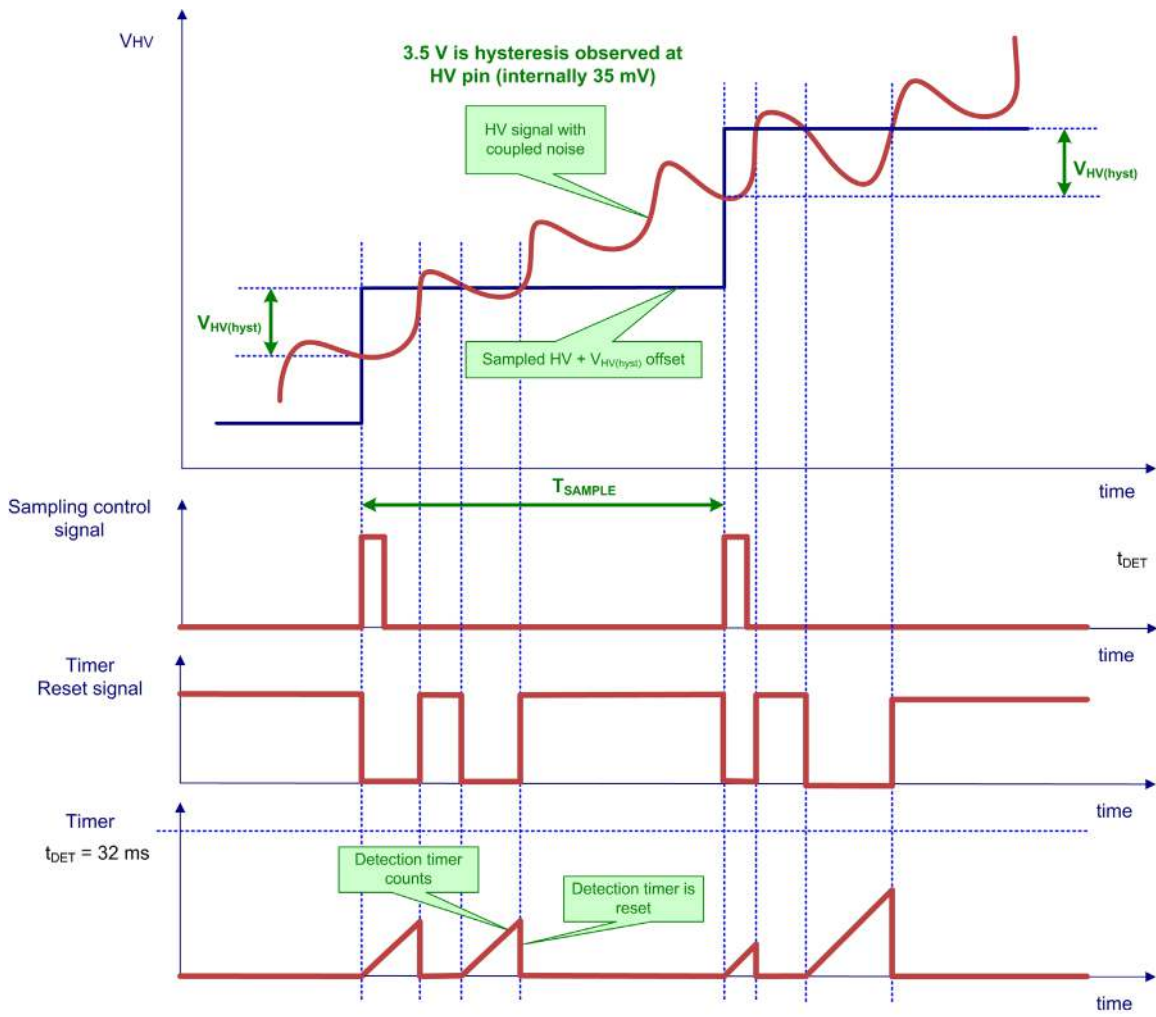 VHV
3.5 V is hysteresis observed at
HV pin (internally 35 mV)
HV signal with
coupled noise
VHV(hyst)
VHV(hyst)
Sampled HV + VHV(hyst) offset
time
Sampling control
signal
TSAMPLE
tDET
time
Timer
Reset signal
time
Timer
tDET = 32 ms
Detection timer
counts
Detection timer is
reset
time